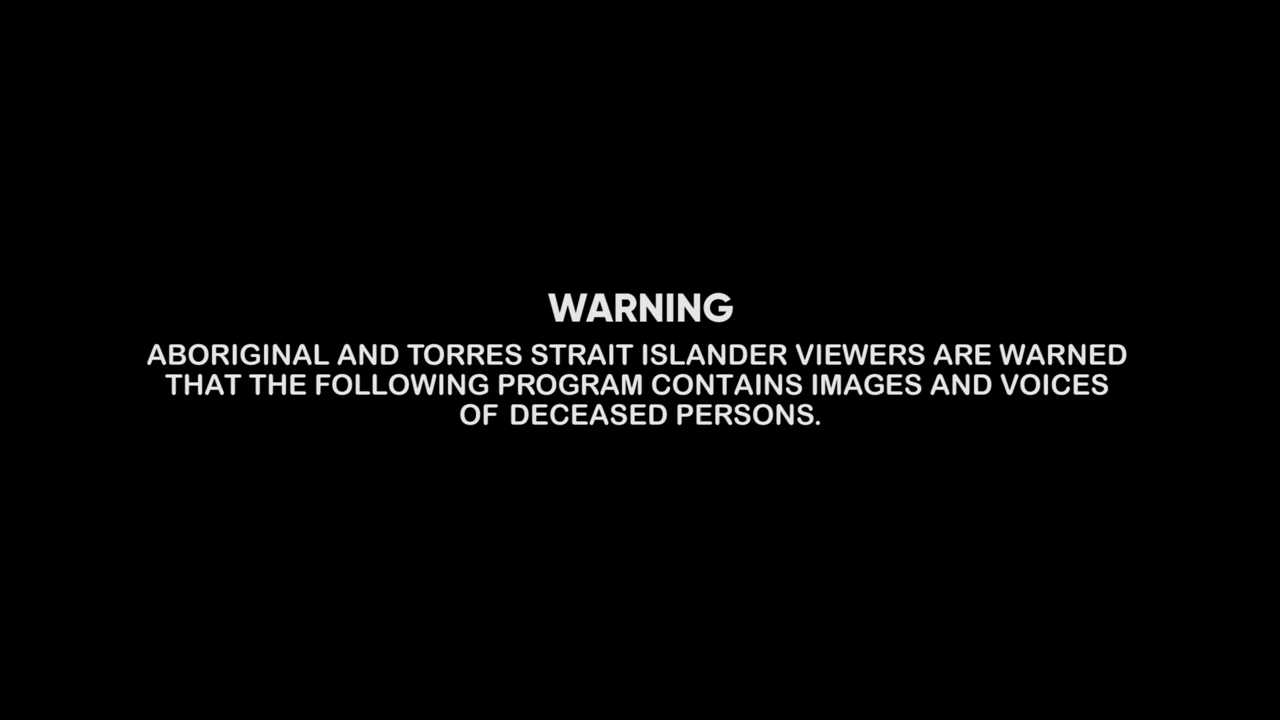 WARNING
ABORIGINAL AND TORRES STRAIT ISLANDER VIEWERS ARE WARNED
THAT THE FOLLOWING PROGRAM CONTAINS IMAGES AND VOICES
OF DECEASED PERSONS.